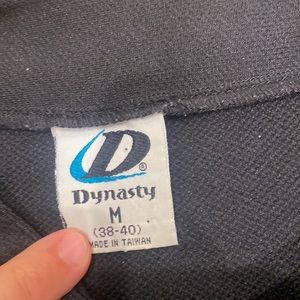 D®
Dynasty
M
(38-40)
MADE IN TAIWAN